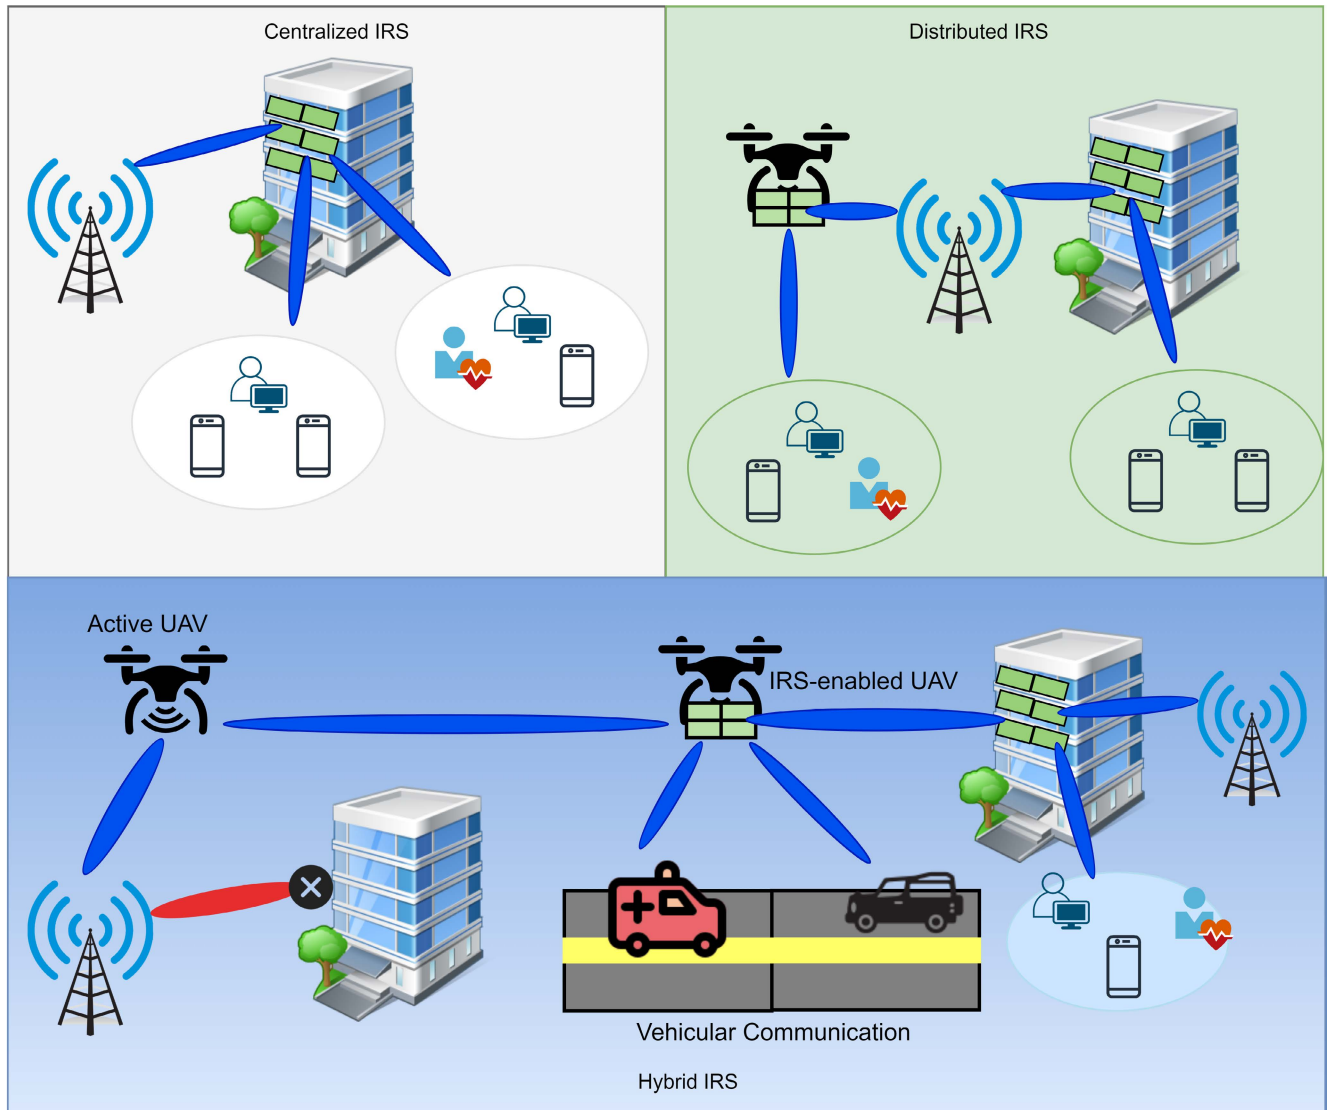 Centralized IRS
Distributed IRS
Active UAV
IRS-enabled UAV
Vehicular Communication
Hybrid IRS